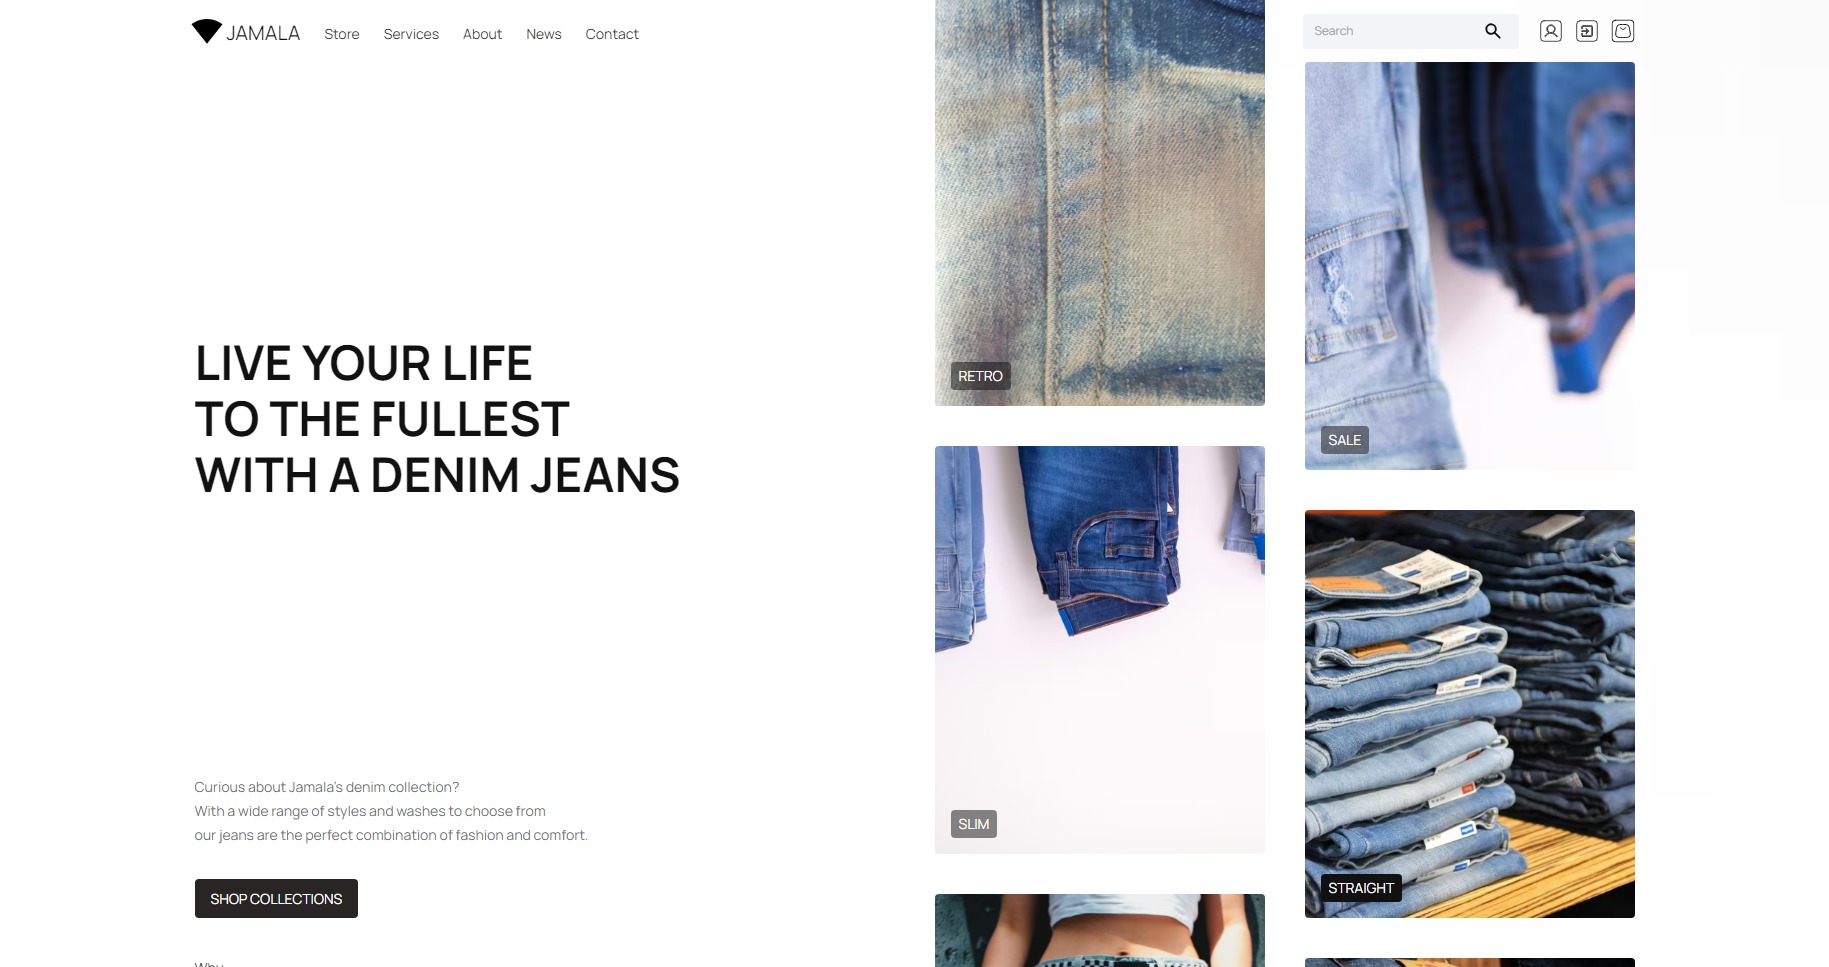 JAMALA
Store
Services
About
News
Contact
Search
LIVE YOUR LIFE
TO THE FULLEST
WITH A DENIM JEANS
Curious about Jamala's denim collection?
With a wide range of styles and washes to choose from
our jeans are the perfect combination of fashion and comfort.
SHOP COLLECTIONS
RETRO
SALE
SLIM
STRAIGHT